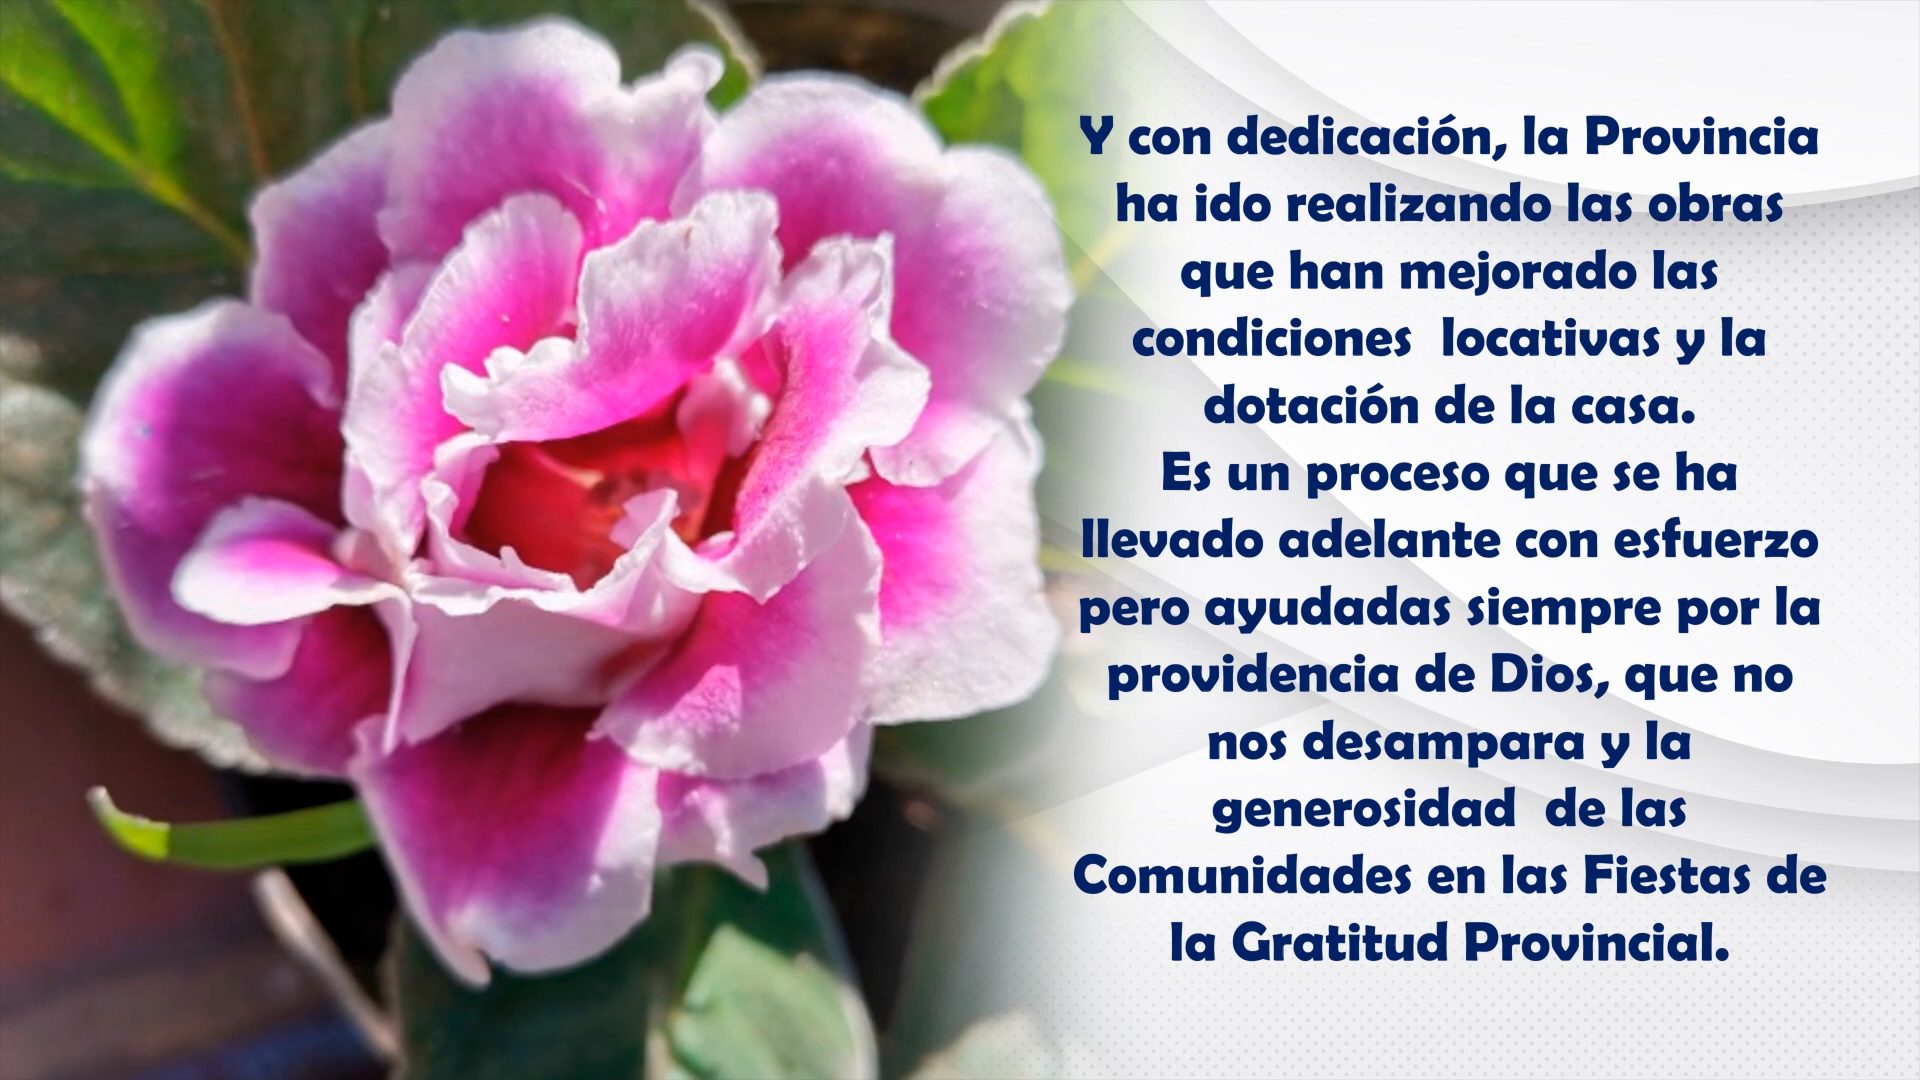 Y con dedicación, la Provincia
ha ido realizando las obras
que han mejorado las
condiciones  locativas y la
dotación de la casa.
Es un proceso que se ha
llevado adelante con esfuerzo
pero ayudadas siempre por la
providencia de Dios, que no
nos desampara y la
generosidad  de las
Comunidades en las Fiestas de
la Gratitud Provincial.